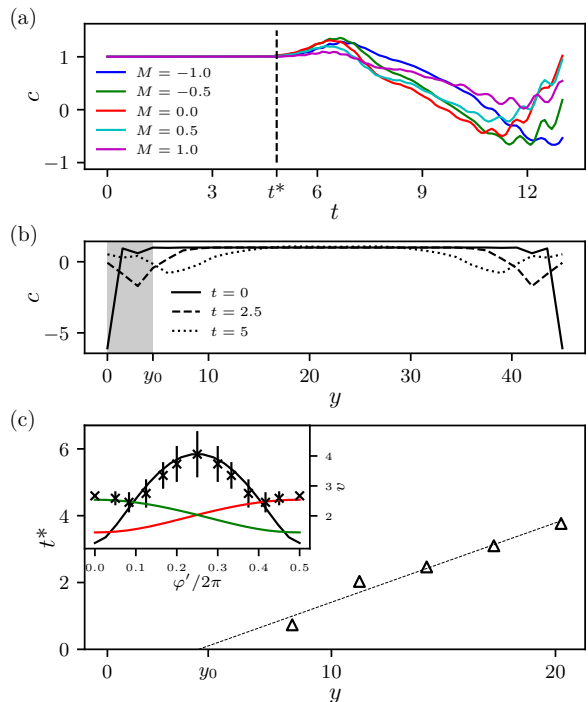 (a)
1
0
−1
c
M = −1.0
M = −0.5
M = 0.0
M = 0.5
M = 1.0
0 3 t* 6 9 12
t
(b)
0
−5
c
t = 0
t = 2.5
t = 5
0 y₀ 10 20 30 40
y
(c)
6
4
2
0
t*
4
3
2
v
0.0 0.1 0.2 0.3 0.4 0.5
φ′/2π
0 y₀ 10 20
y